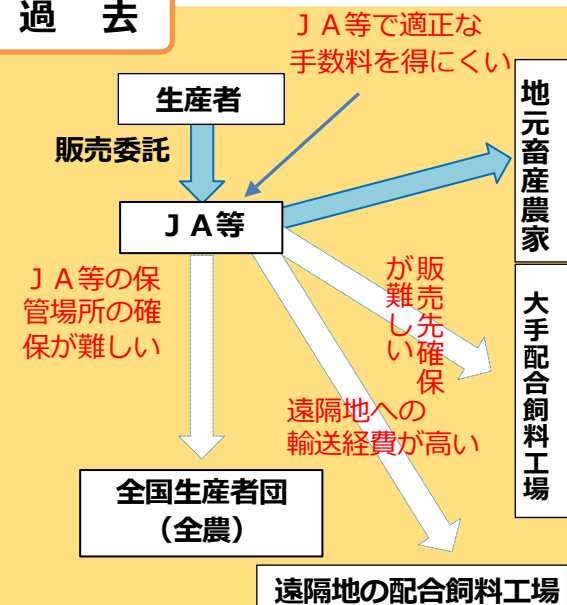 過　去
ＪＡ等で適正な
手数料を得にくい
生産者
販売委託
地元畜産農家
ＪＡ等
ＪＡ等の保
管場所の確
保が難しい
販売先確保
が難しい
大手配合飼料工場
遠隔地への
輸送経費が高い
全国生産者団
（全農）
遠隔地の配合飼料工場